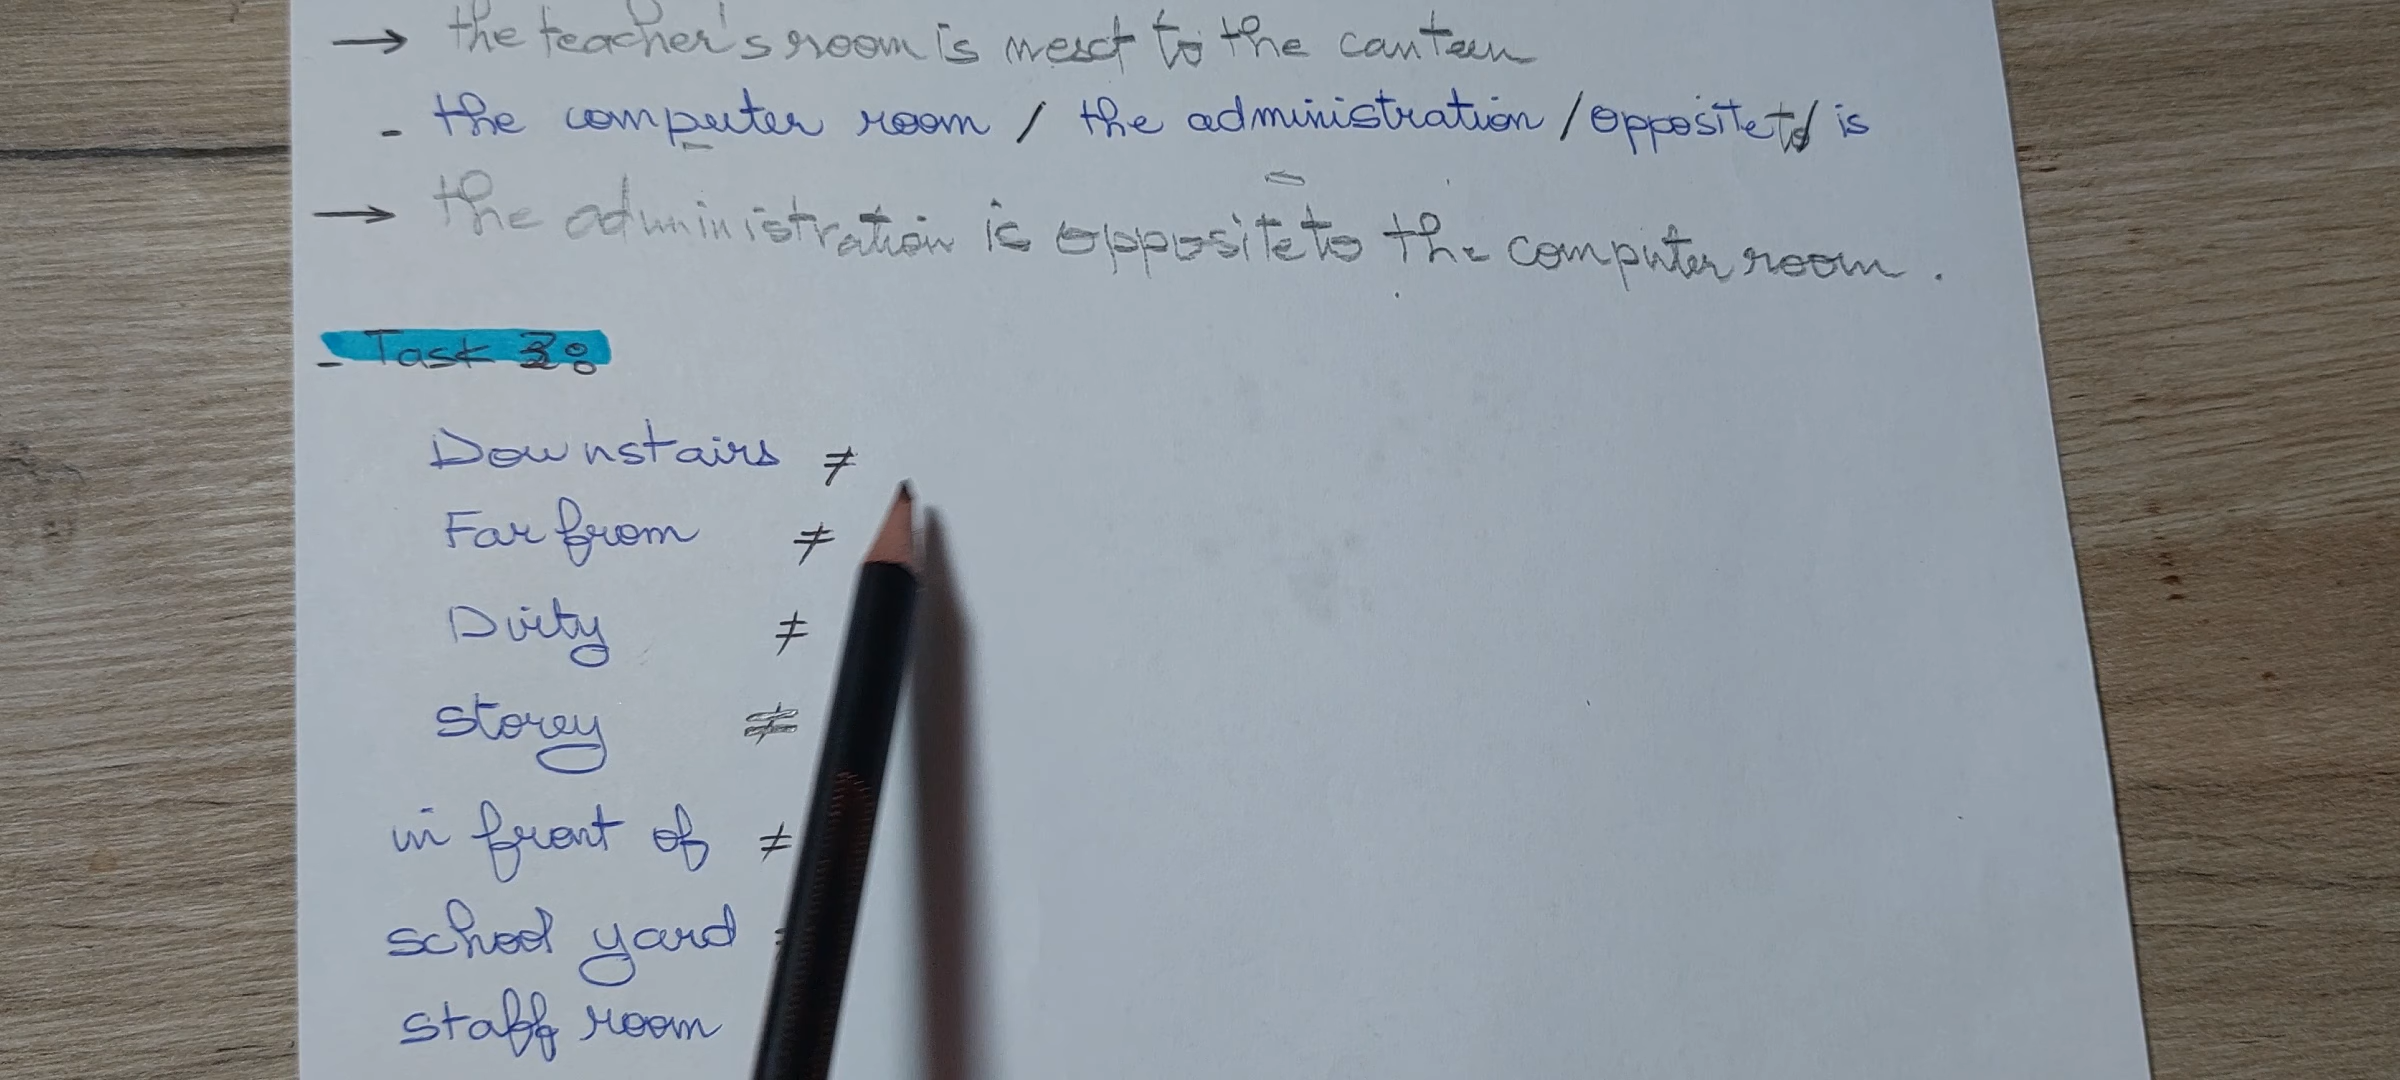 → the teacher's room is next to the canteen
- the computer room / the administration / opposite to / is
→ the administration is opposite to the computer room.
- Task 3:
Downstairs ≠
Far from ≠
Dirty ≠
storey
in front of ≠
school yard
staff room